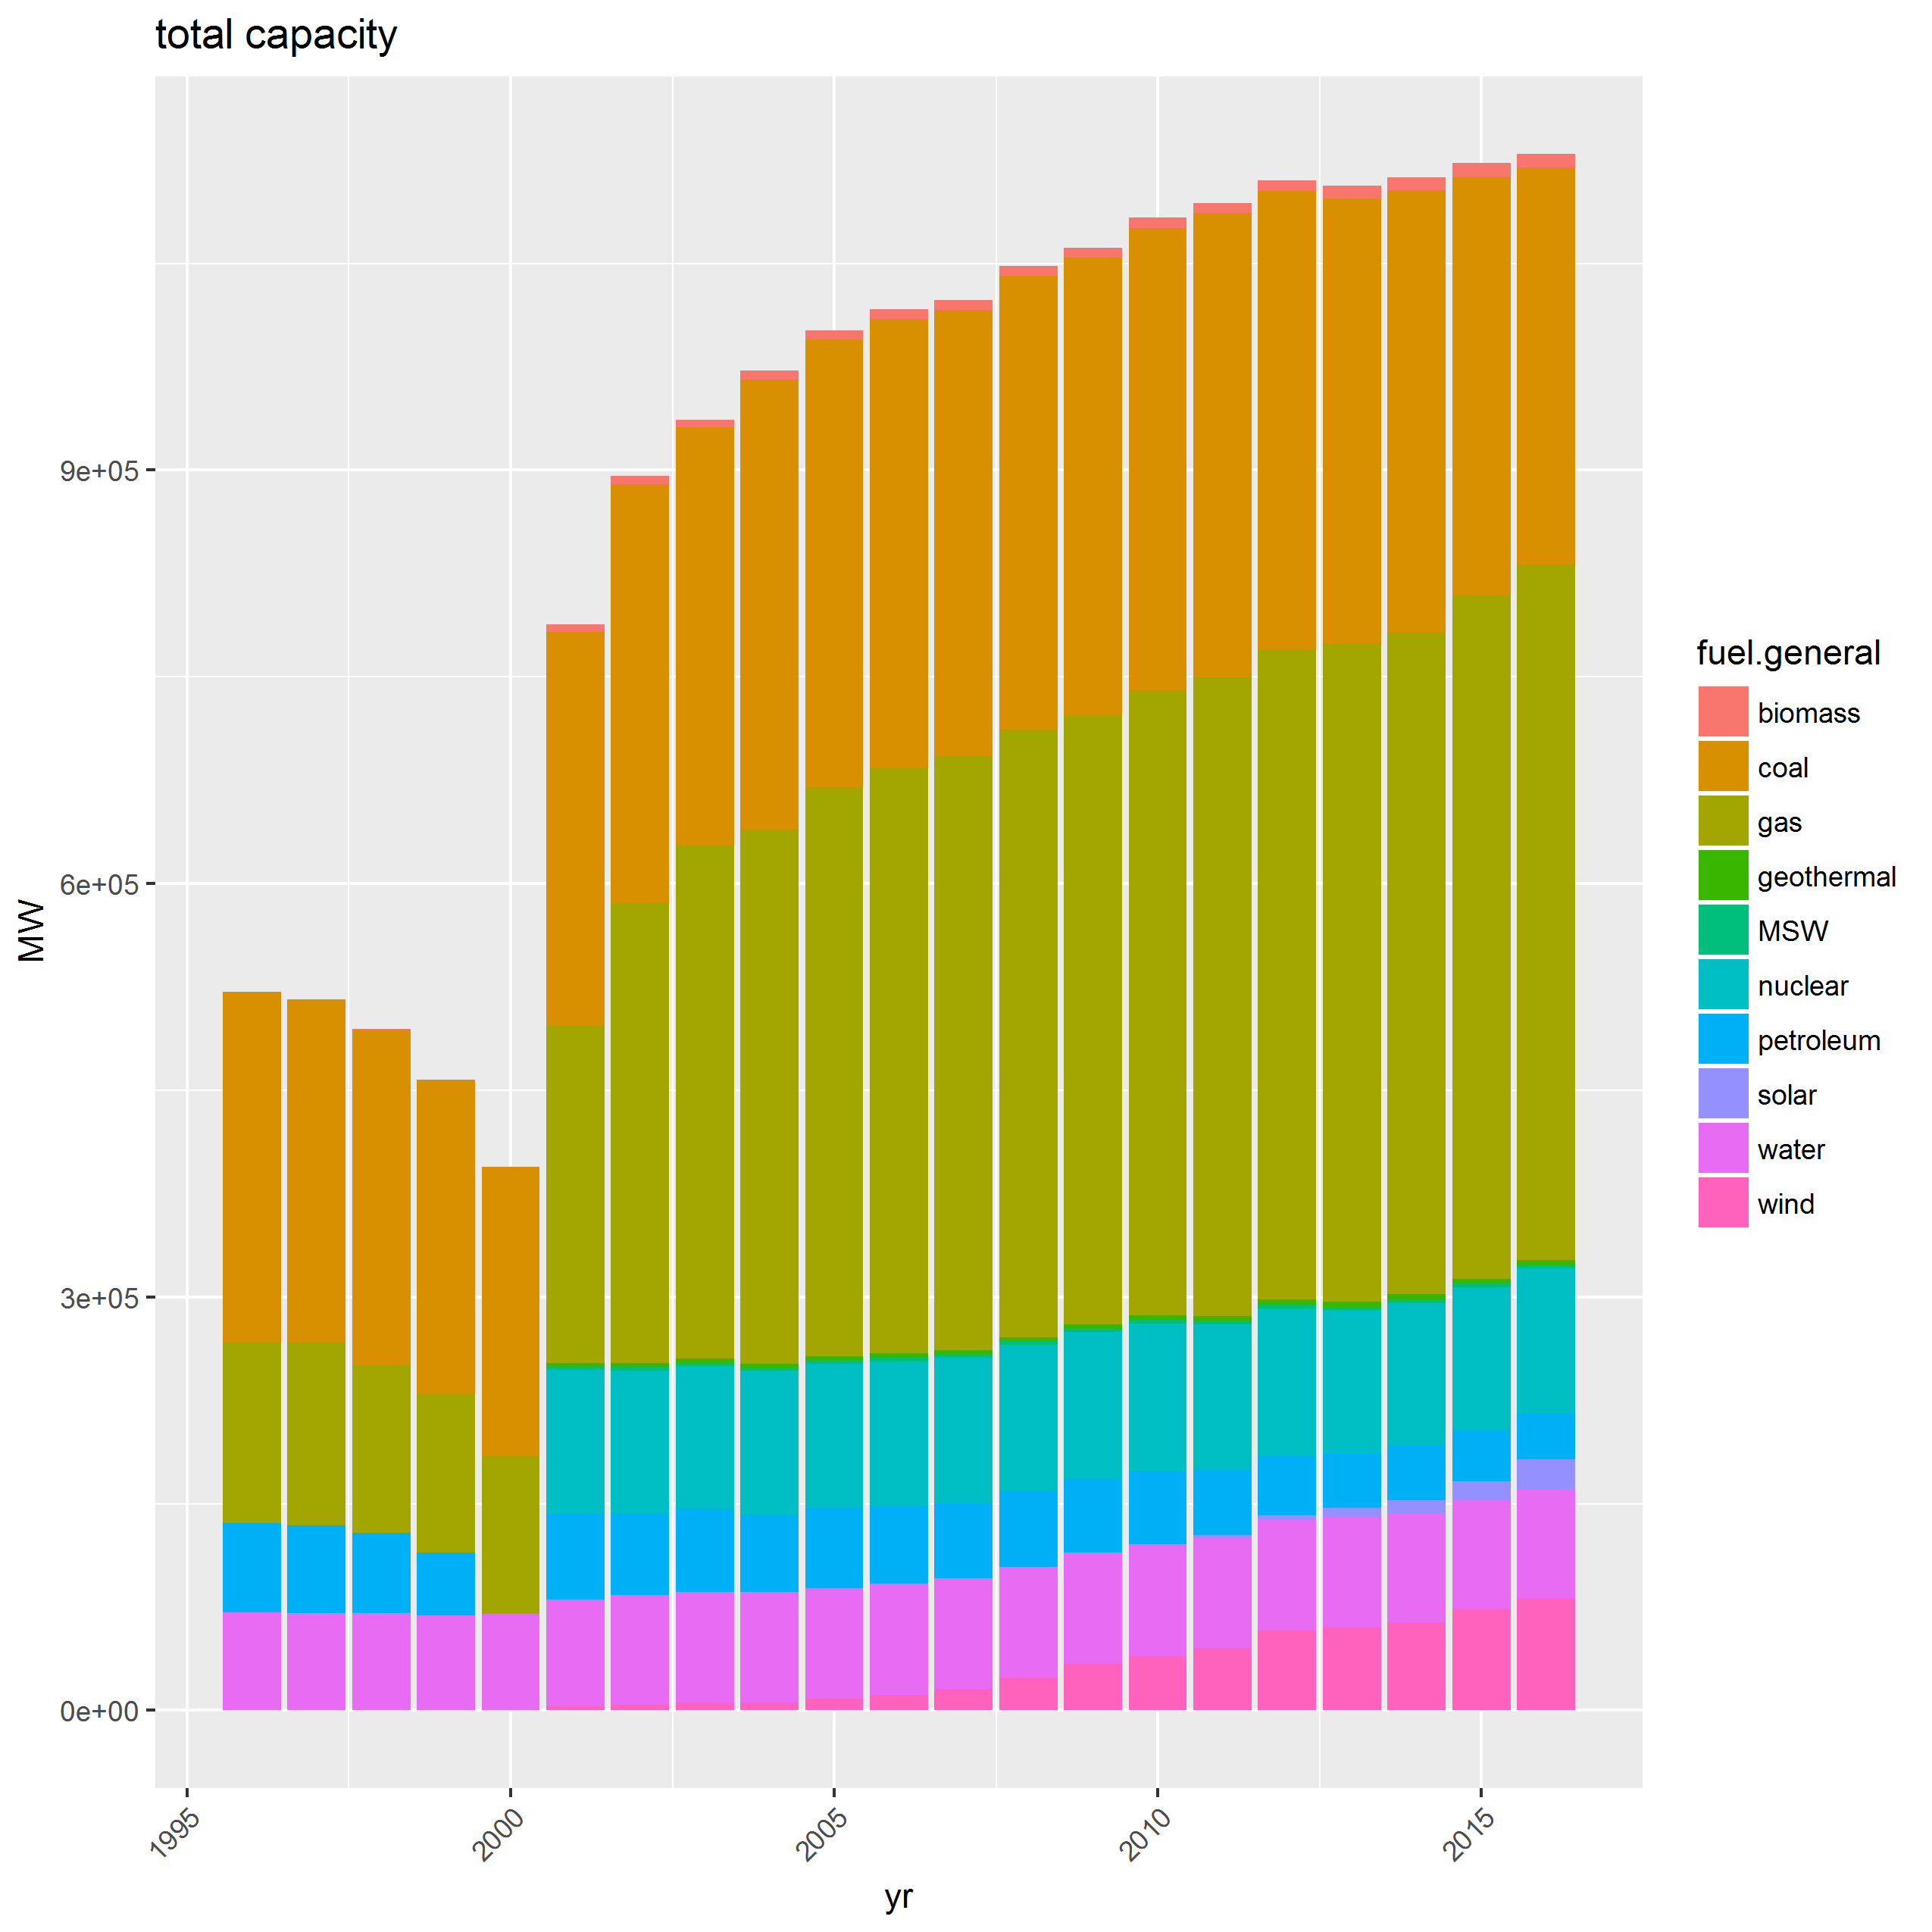 total capacity
MW
9e+05
6e+05
3e+05
0e+00
1995
2000
2005
2010
2015
yr
fuel.general
biomass
coal
gas
geothermal
MSW
nuclear
petroleum
solar
water
wind